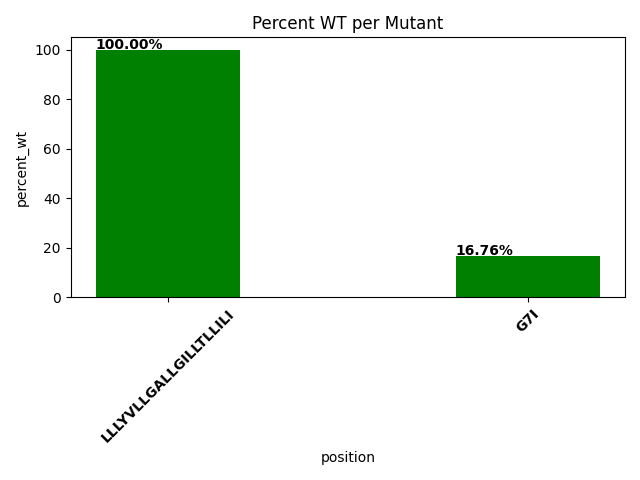 Percent WT per Mutant
percent_wt
100
80
60
40
20
0
100.00%
16.76%
LLLYVLLGALLGILLTLLILI
G7I
position